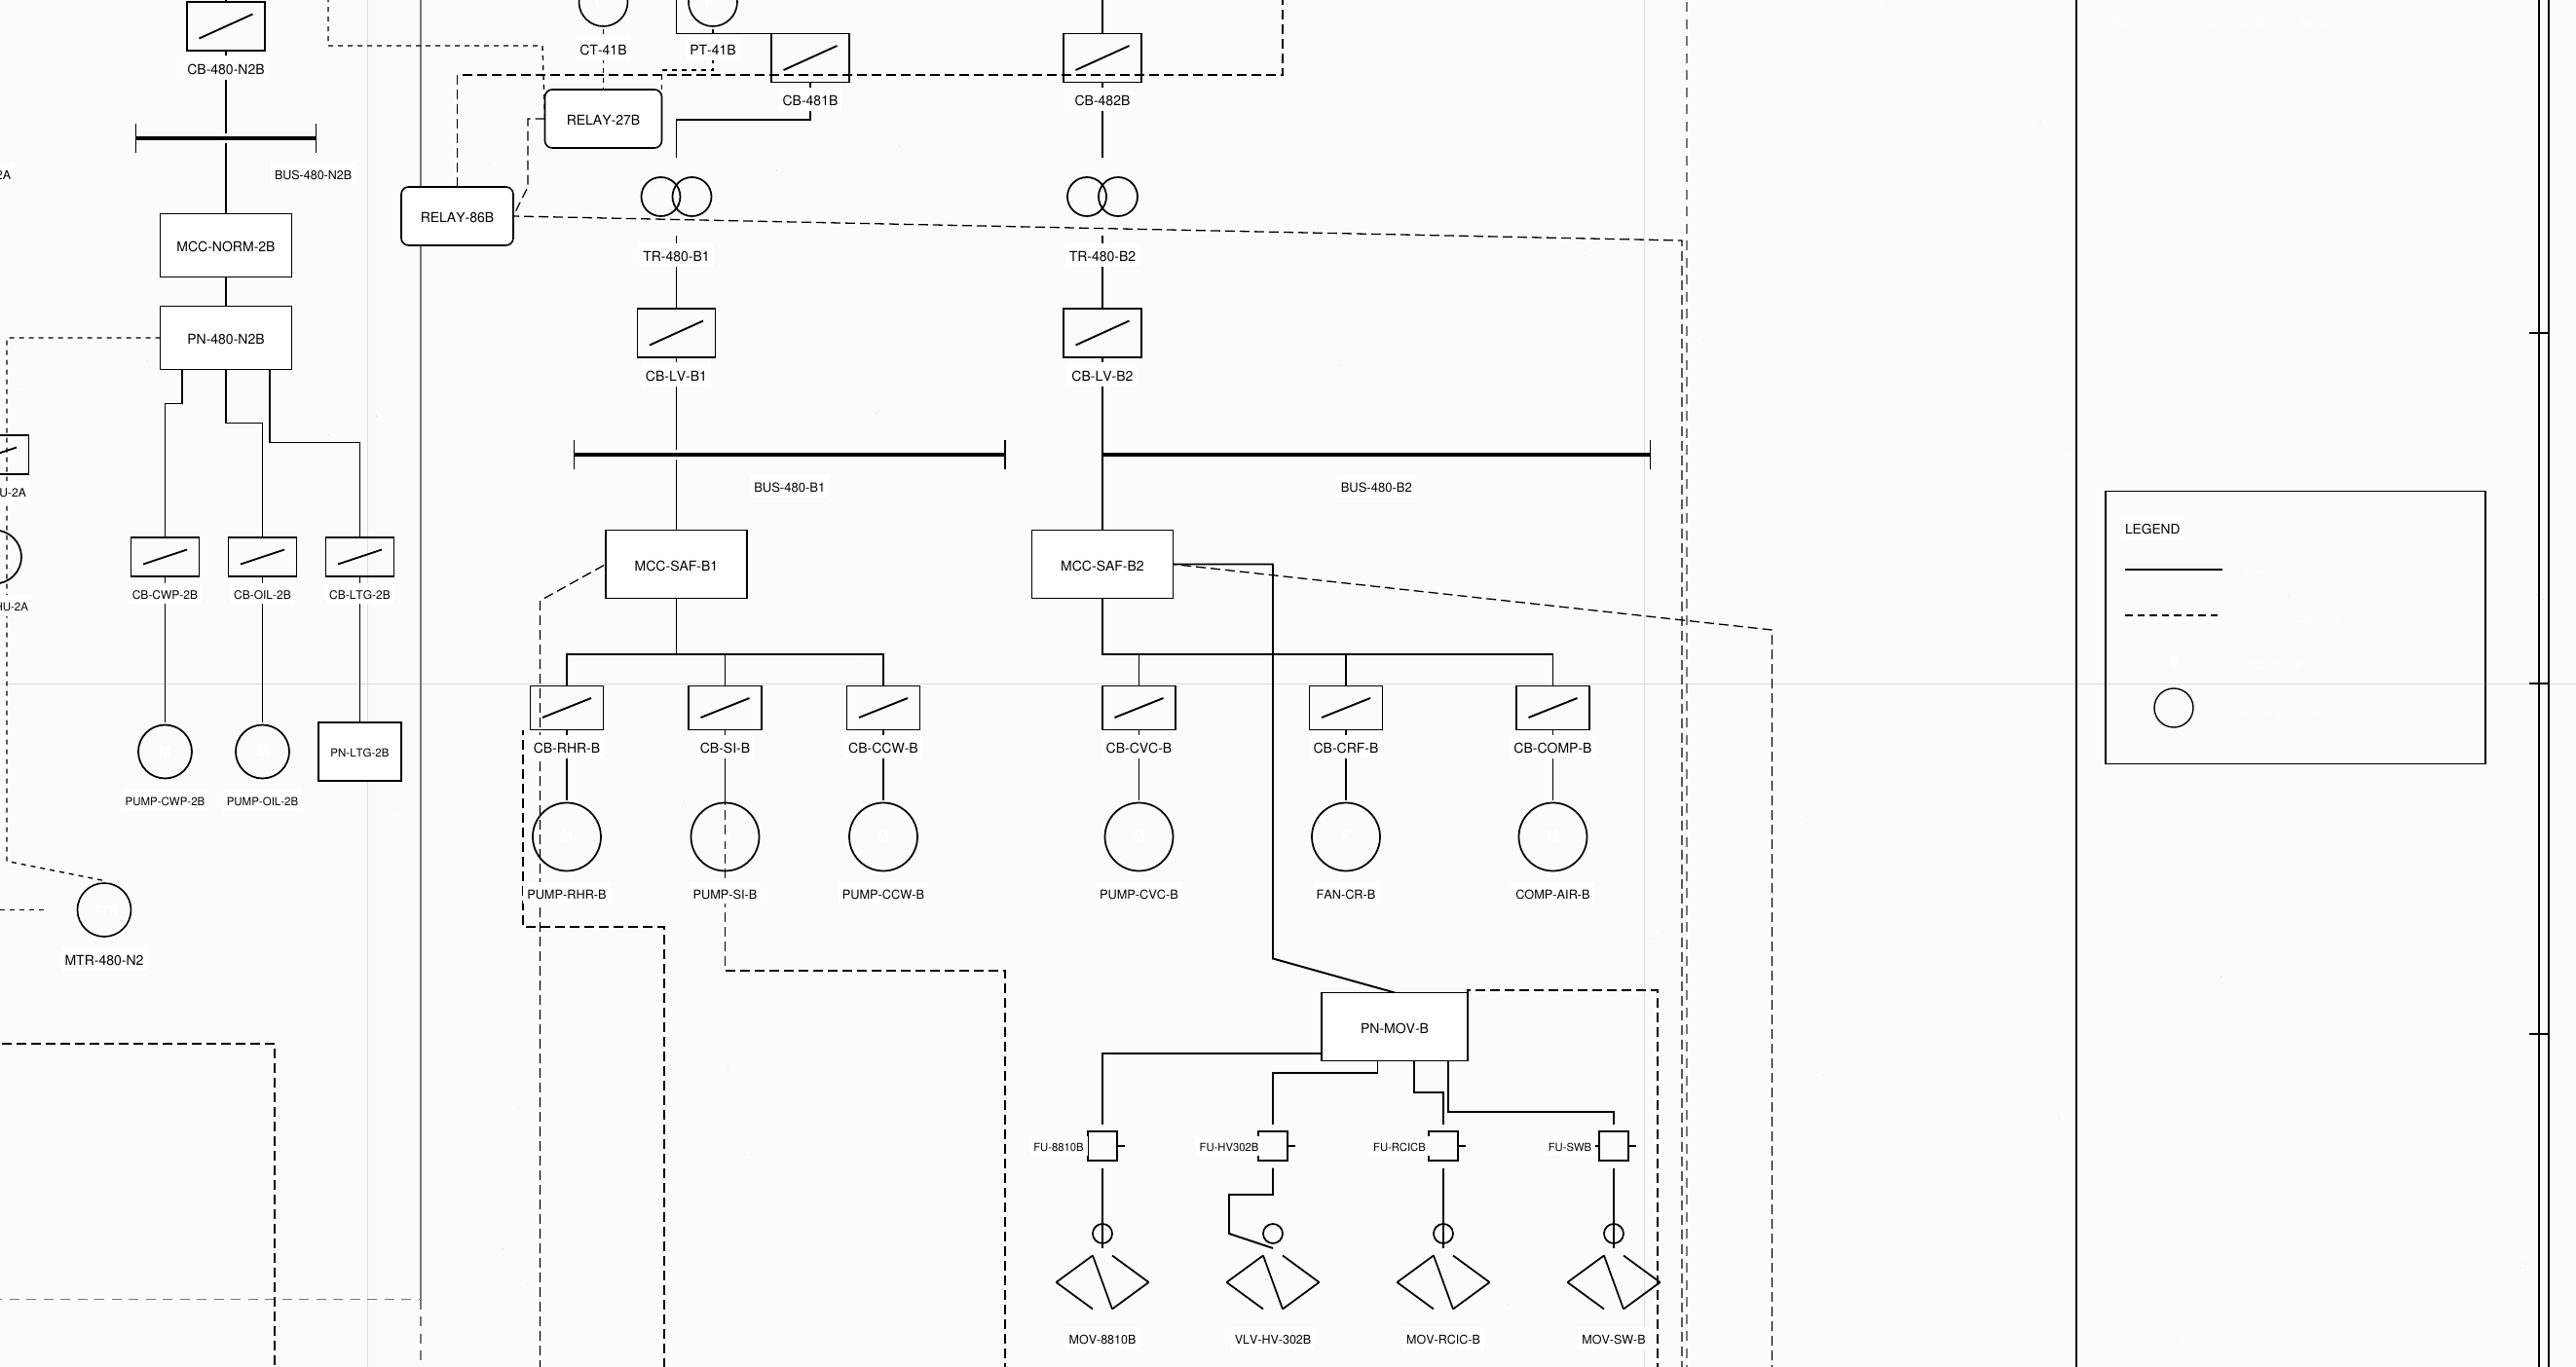 CT-41B
PT-41B
CB-480-N2B
CB-481B
CB-482B
RELAY-27B
2A
BUS-480-N2B
RELAY-86B
MCC-NORM-2B
TR-480-B1
TR-480-B2
PN-480-N2B
CB-LV-B1
CB-LV-B2
U-2A
BUS-480-B1
BUS-480-B2
LEGEND
MCC-SAF-B1
MCC-SAF-B2
HU-2A
CB-CWP-2B
CB-OIL-2B
CB-LTG-2B
CB-RHR-B
CB-SI-B
CB-CCW-B
CB-CVC-B
CB-CRF-B
CB-COMP-B
PN-LTG-2B
PUMP-CWP-2B
PUMP-OIL-2B
PUMP-RHR-B
PUMP-SI-B
PUMP-CCW-B
PUMP-CVC-B
FAN-CR-B
COMP-AIR-B
MTR-480-N2
PN-MOV-B
FU-8810B
FU-HV302B
FU-RCICB
FU-SWB
MOV-8810B
VLV-HV-302B
MOV-RCIC-B
MOV-SW-B